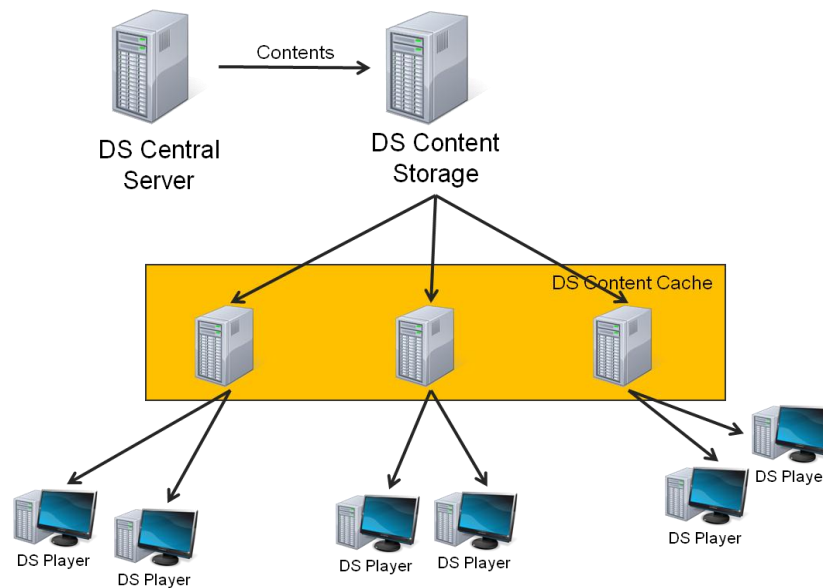 Contents
DS Central
Server
DS Content
Storage
DS Content Cache
DS Player
DS Player
DS Player
DS Player
DS Player
DS Player